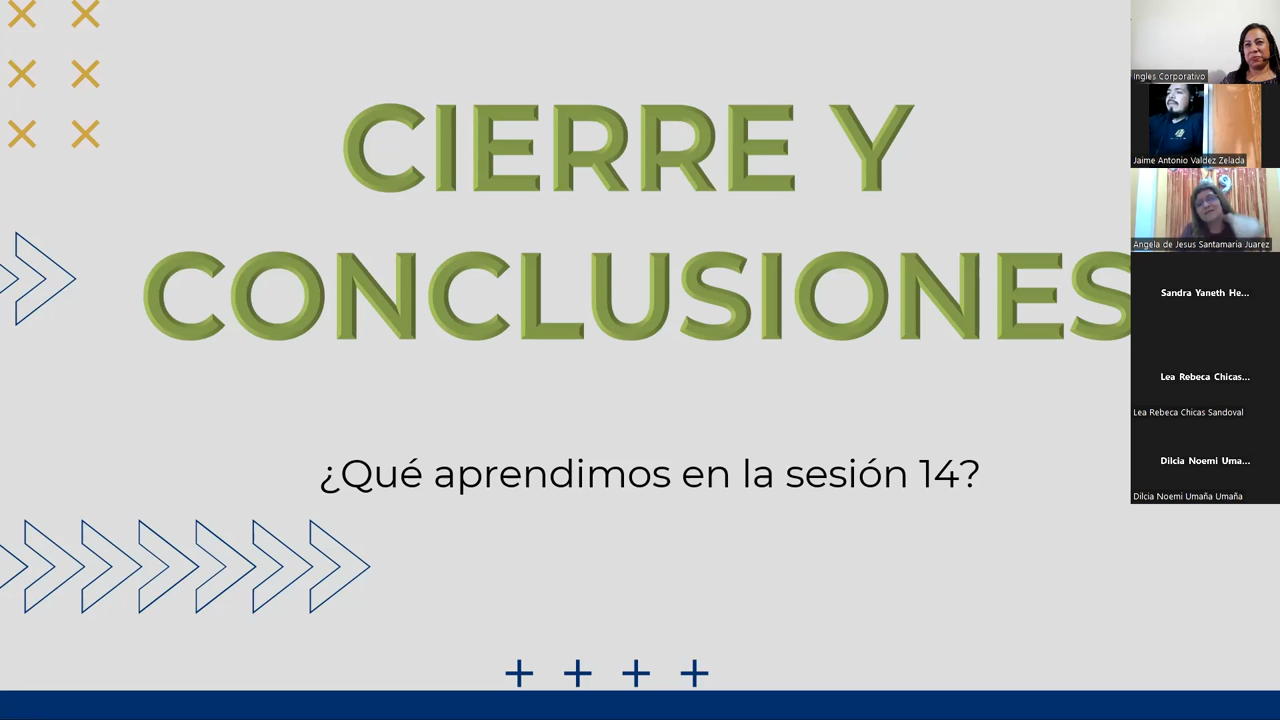 CIERRE Y
CONCLUSIONES
¿Qué aprendimos en la sesión 14?
Ingles Corporativo
Jaime Antonio Valdez Zelada
9
Angela de Jesus Santamaria Juarez
Sandra Yaneth He...
Lea Rebeca Chicas...
Lea Rebeca Chicas Sandoval
Dilcia Noemi Uma...
Dilcia Noemi Umaña Umaña